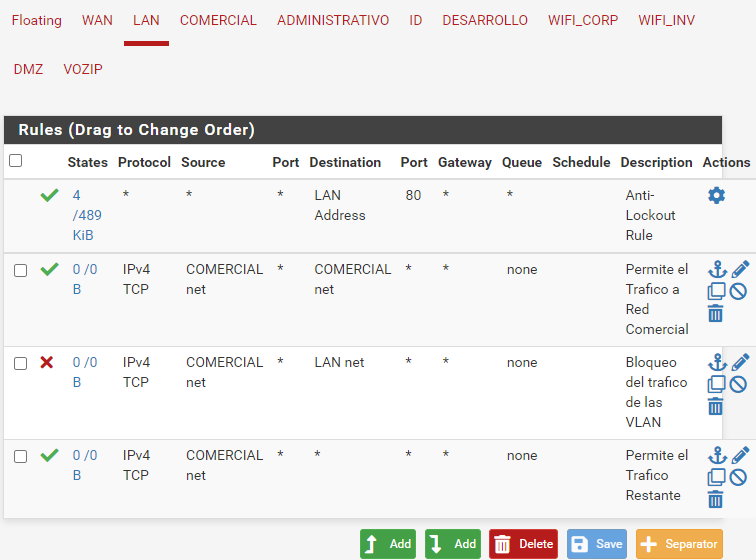 Floating WAN LAN COMERCIAL ADMINISTRATIVO ID DESARROLLO WIFI_CORP WIFI_INV
DMZ VOZIP
Rules (Drag to Change Order)
States Protocol Source Port Destination Port Gateway Queue Schedule Description Actions
4 * * * LAN 80 * * Anti-
/489 Address Lockout
KiB Rule
0 /0 IPv4 COMERCIAL * COMERCIAL * * none Permite el
B TCP net net Trafico a
Red
Comercial
0 /0 IPv4 COMERCIAL * LAN net * * none Bloqueo
B TCP net del trafico
de las
VLAN
0 /0 IPv4 COMERCIAL * * * * none Permite el
B TCP net Trafico
Restante
Add Add Delete Save Separator